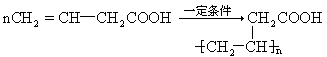 nCH₂=CH—CH₂COOH 一定条件→ CH₂COOH
-[CH₂—CH]n